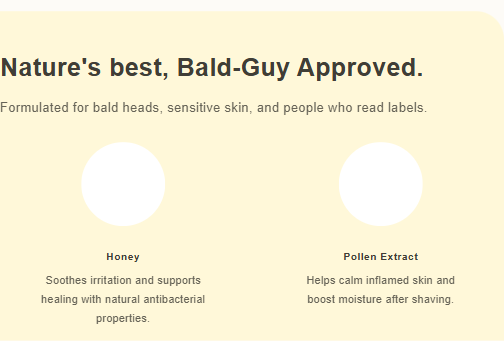 Nature's best, Bald-Guy Approved.
Formulated for bald heads, sensitive skin, and people who read labels.
Honey
Soothes irritation and supports
healing with natural antibacterial
properties.
Pollen Extract
Helps calm inflamed skin and
boost moisture after shaving.